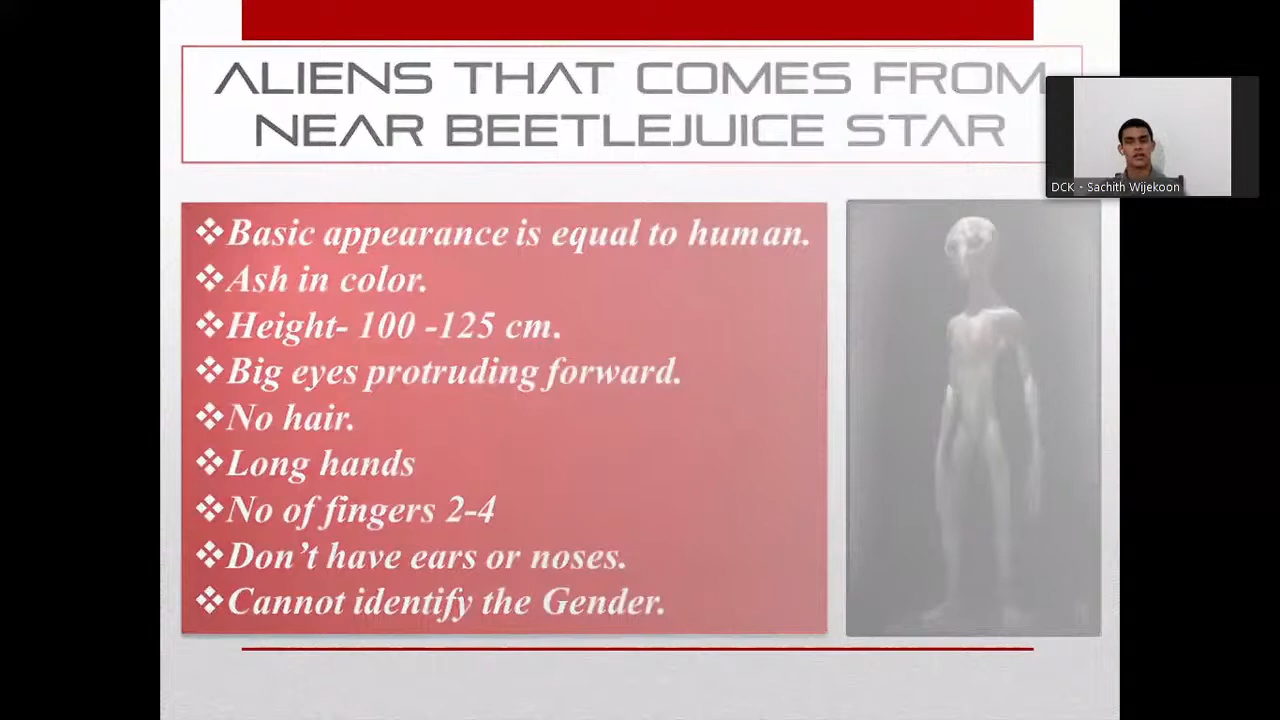 ALIENS THAT COMES FROM
NEAR BEETLEJUICE STAR
DCK - Sachith Wijekoon
❖Basic appearance is equal to human.
❖Ash in color.
❖Height- 100 -125 cm.
❖Big eyes protruding forward.
❖No hair.
❖Long hands
❖No of fingers 2-4
❖Don't have ears or noses.
❖Cannot identify the Gender.